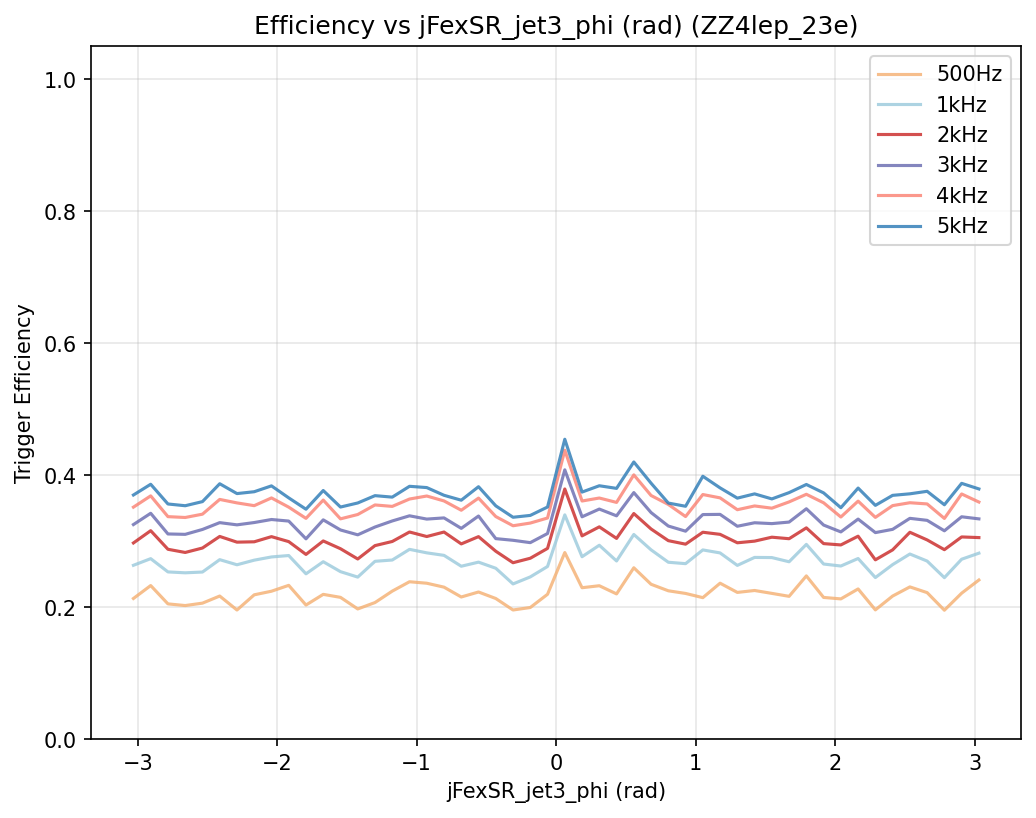 Efficiency vs jFexSR_jet3_phi (rad) (ZZ4lep_23e)
500Hz
1kHz
2kHz
3kHz
4kHz
5kHz
Trigger Efficiency
1.0
0.8
0.6
0.4
0.2
0.0
−3
−2
−1
0
1
2
3
jFexSR_jet3_phi (rad)